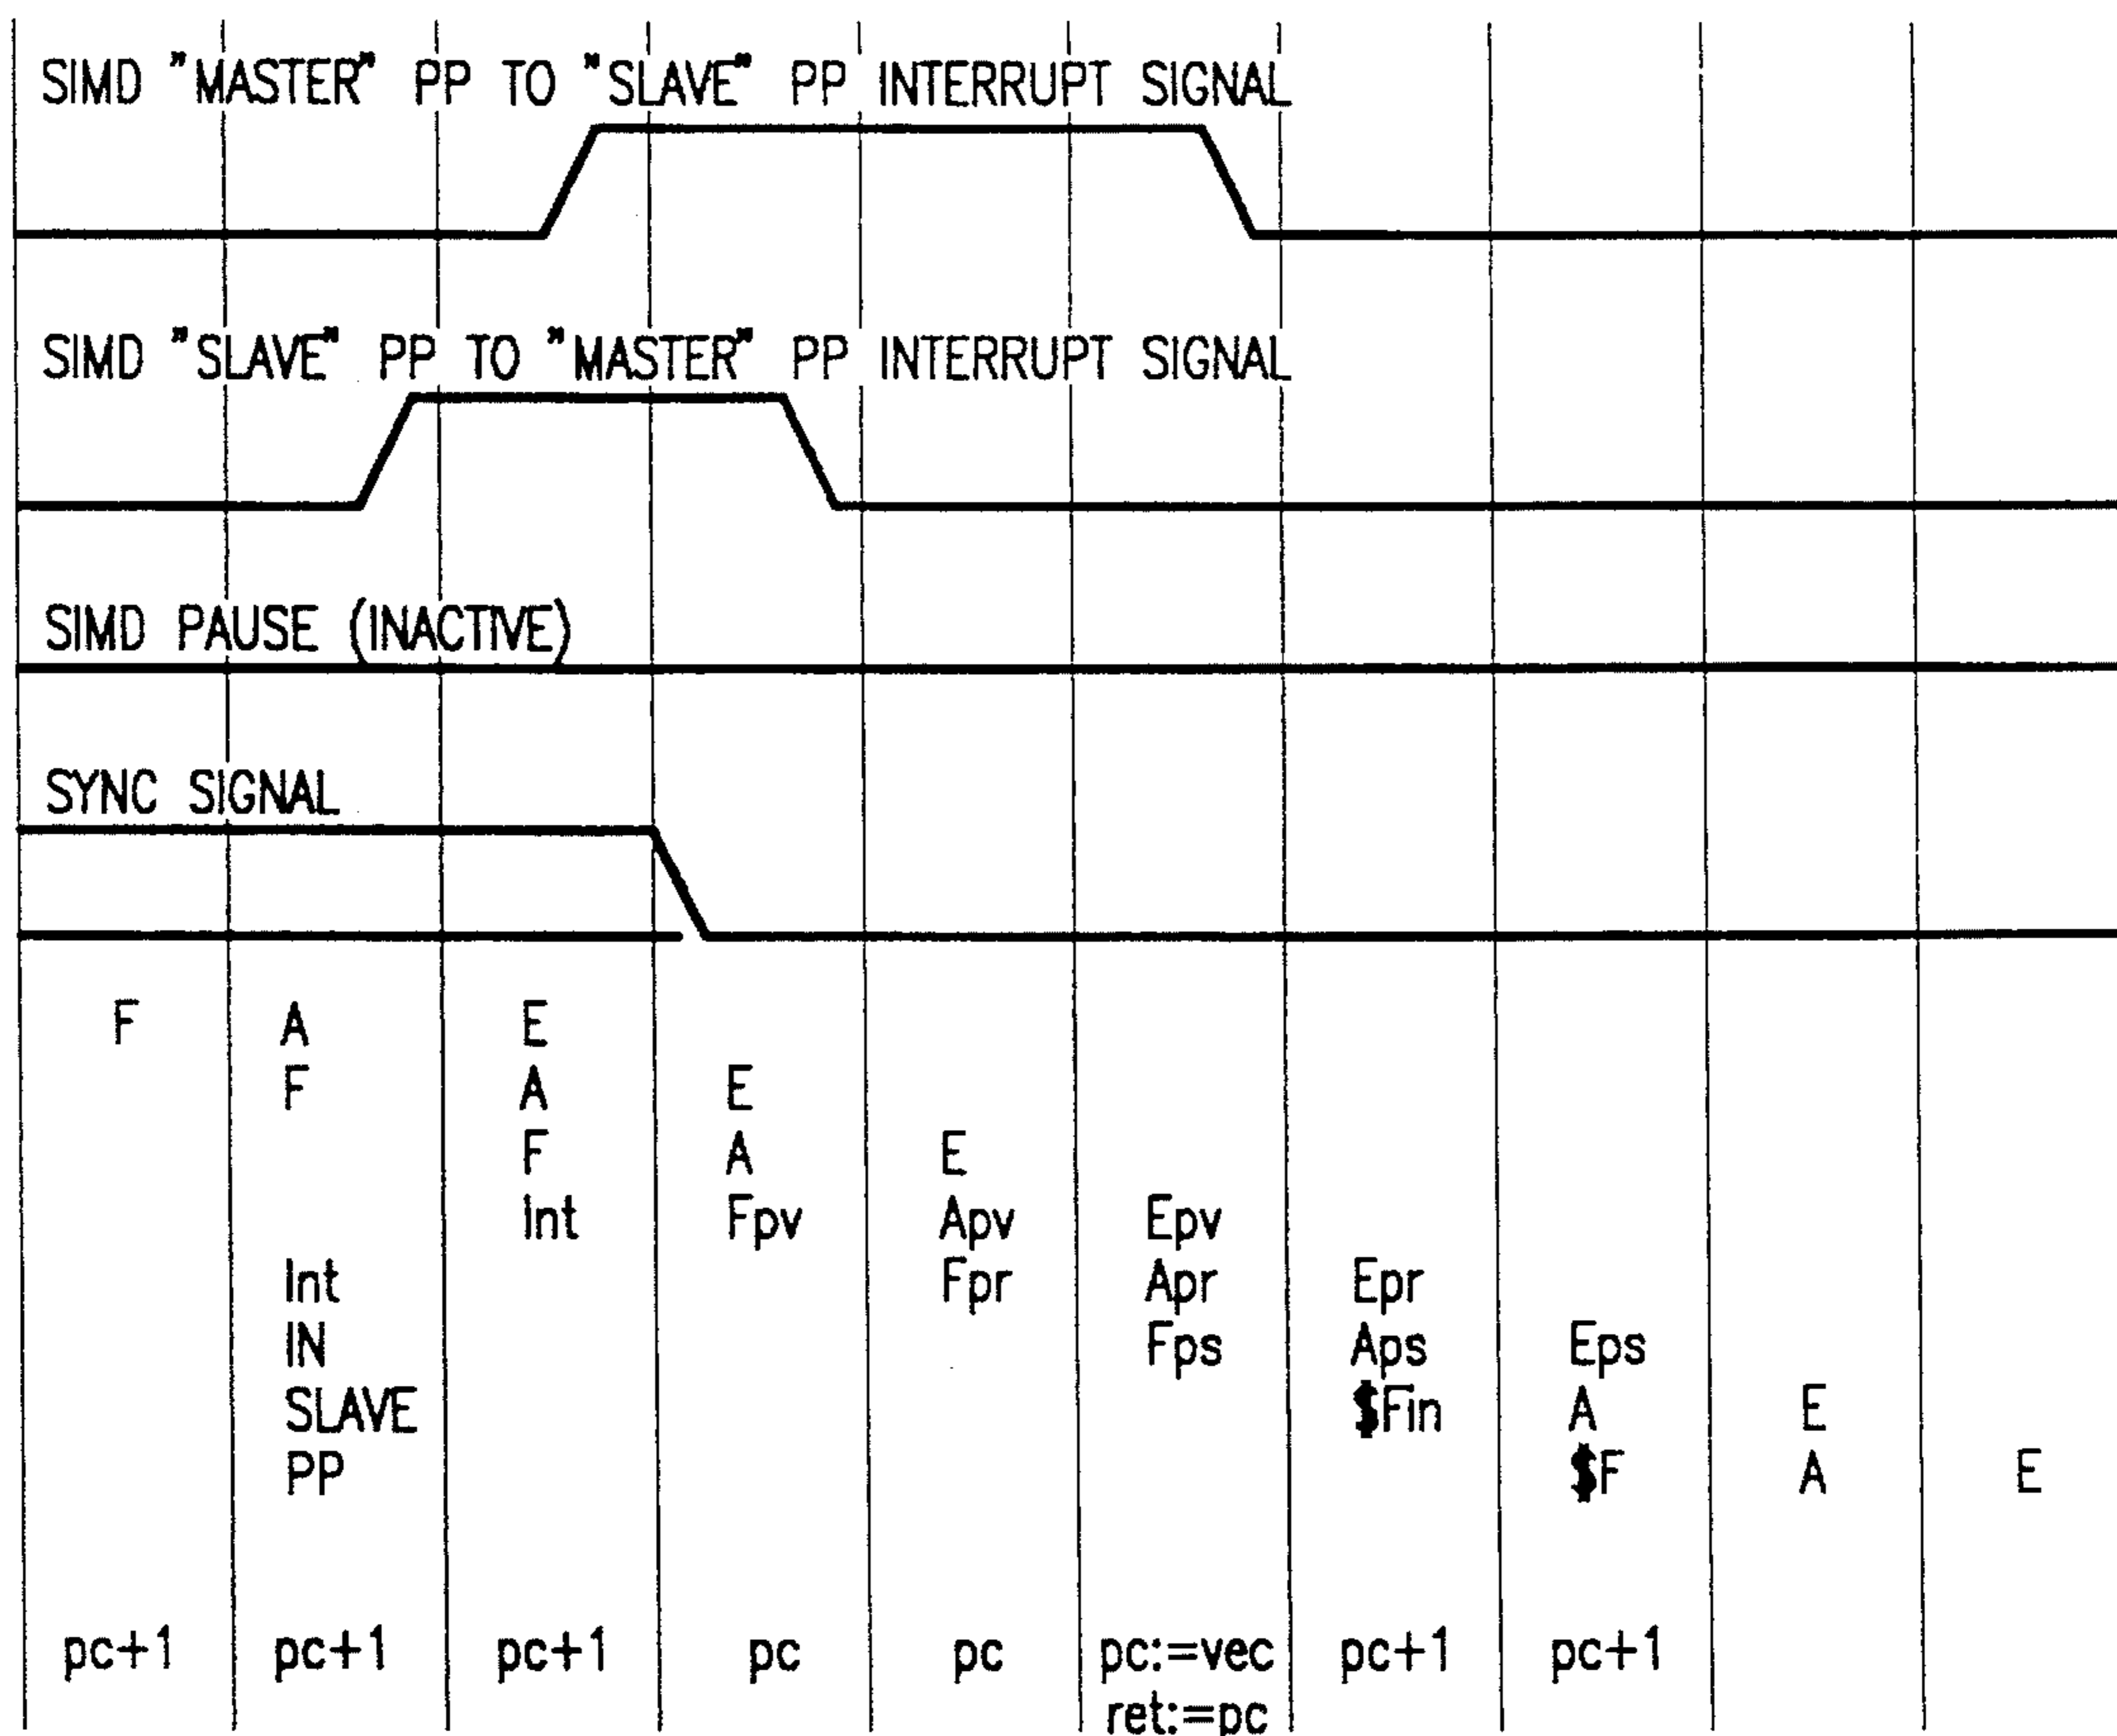 SIMD "MASTER" PP TO "SLAVE" PP INTERRUPT SIGNAL
SIMD "SLAVE" PP TO "MASTER" PP INTERRUPT SIGNAL
SIMD PAUSE (INACTIVE)
SYNC SIGNAL
F A E
F A E
F A E
Int Fpv Apv Epv
Int Fpr Apr Epr
IN Fps Aps Eps
SLAVE $Fin A E
PP $F A E
pc+1 pc+1 pc+1 pc pc pc:=vec pc+1 pc+1
ret:=pc